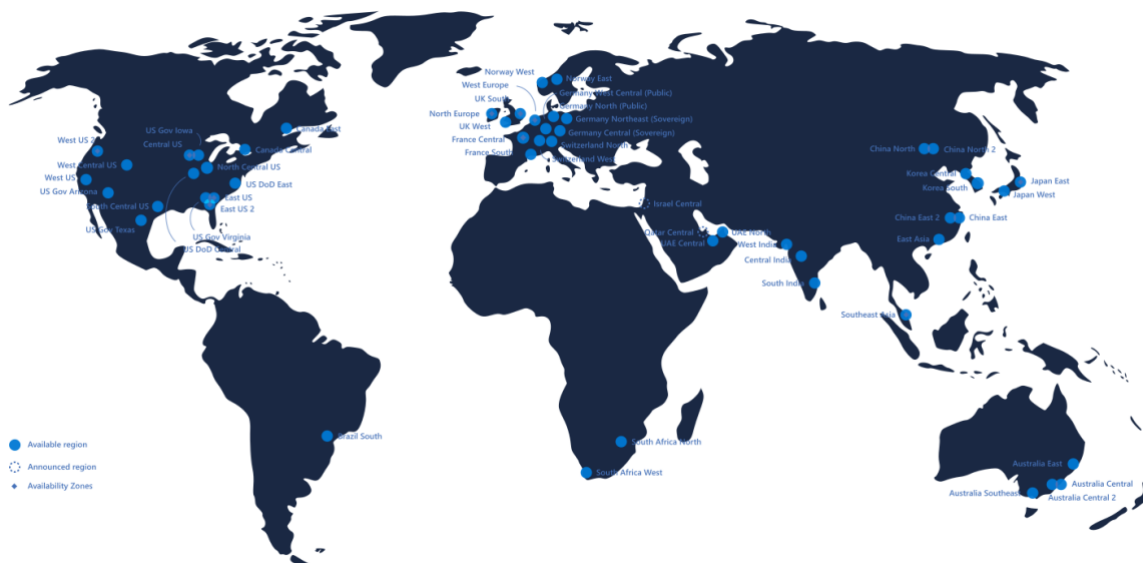 Norway West
Norway East
West Europe
Germany West Central (Public)
UK South
Germany North (Public)
North Europe
Germany Northeast (Sovereign)
UK West
Germany Central (Sovereign)
France Central
Switzerland North
France South
Switzerland West
Canada East
US Gov Iowa
West US 2
Central US
Canada Central
West Central US
North Central US
West US
US DoD East
US Gov Arizona
East US
South Central US
East US 2
US Gov Texas
US Gov Virginia
US DoD Central
China North
China North 2
Korea Central
Japan East
Korea South
Japan West
Israel Central
China East 2
China East
Qatar Central
UAE North
UAE Central
West India
East Asia
Central India
South India
Southeast Asia
Brazil South
South Africa North
South Africa West
Australia East
Australia Central
Australia Southeast
Australia Central 2
Available region
Announced region
Availability Zones